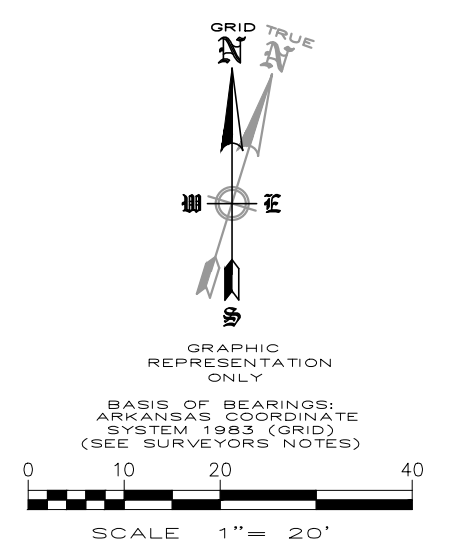 GRID TRUE
N N
W E
S
GRAPHIC
REPRESENTATION
ONLY
BASIS OF BEARINGS:
ARKANSAS COORDINATE
SYSTEM 1983 (GRID)
(SEE SURVEYORS NOTES)
0 10 20 40
SCALE 1"= 20'